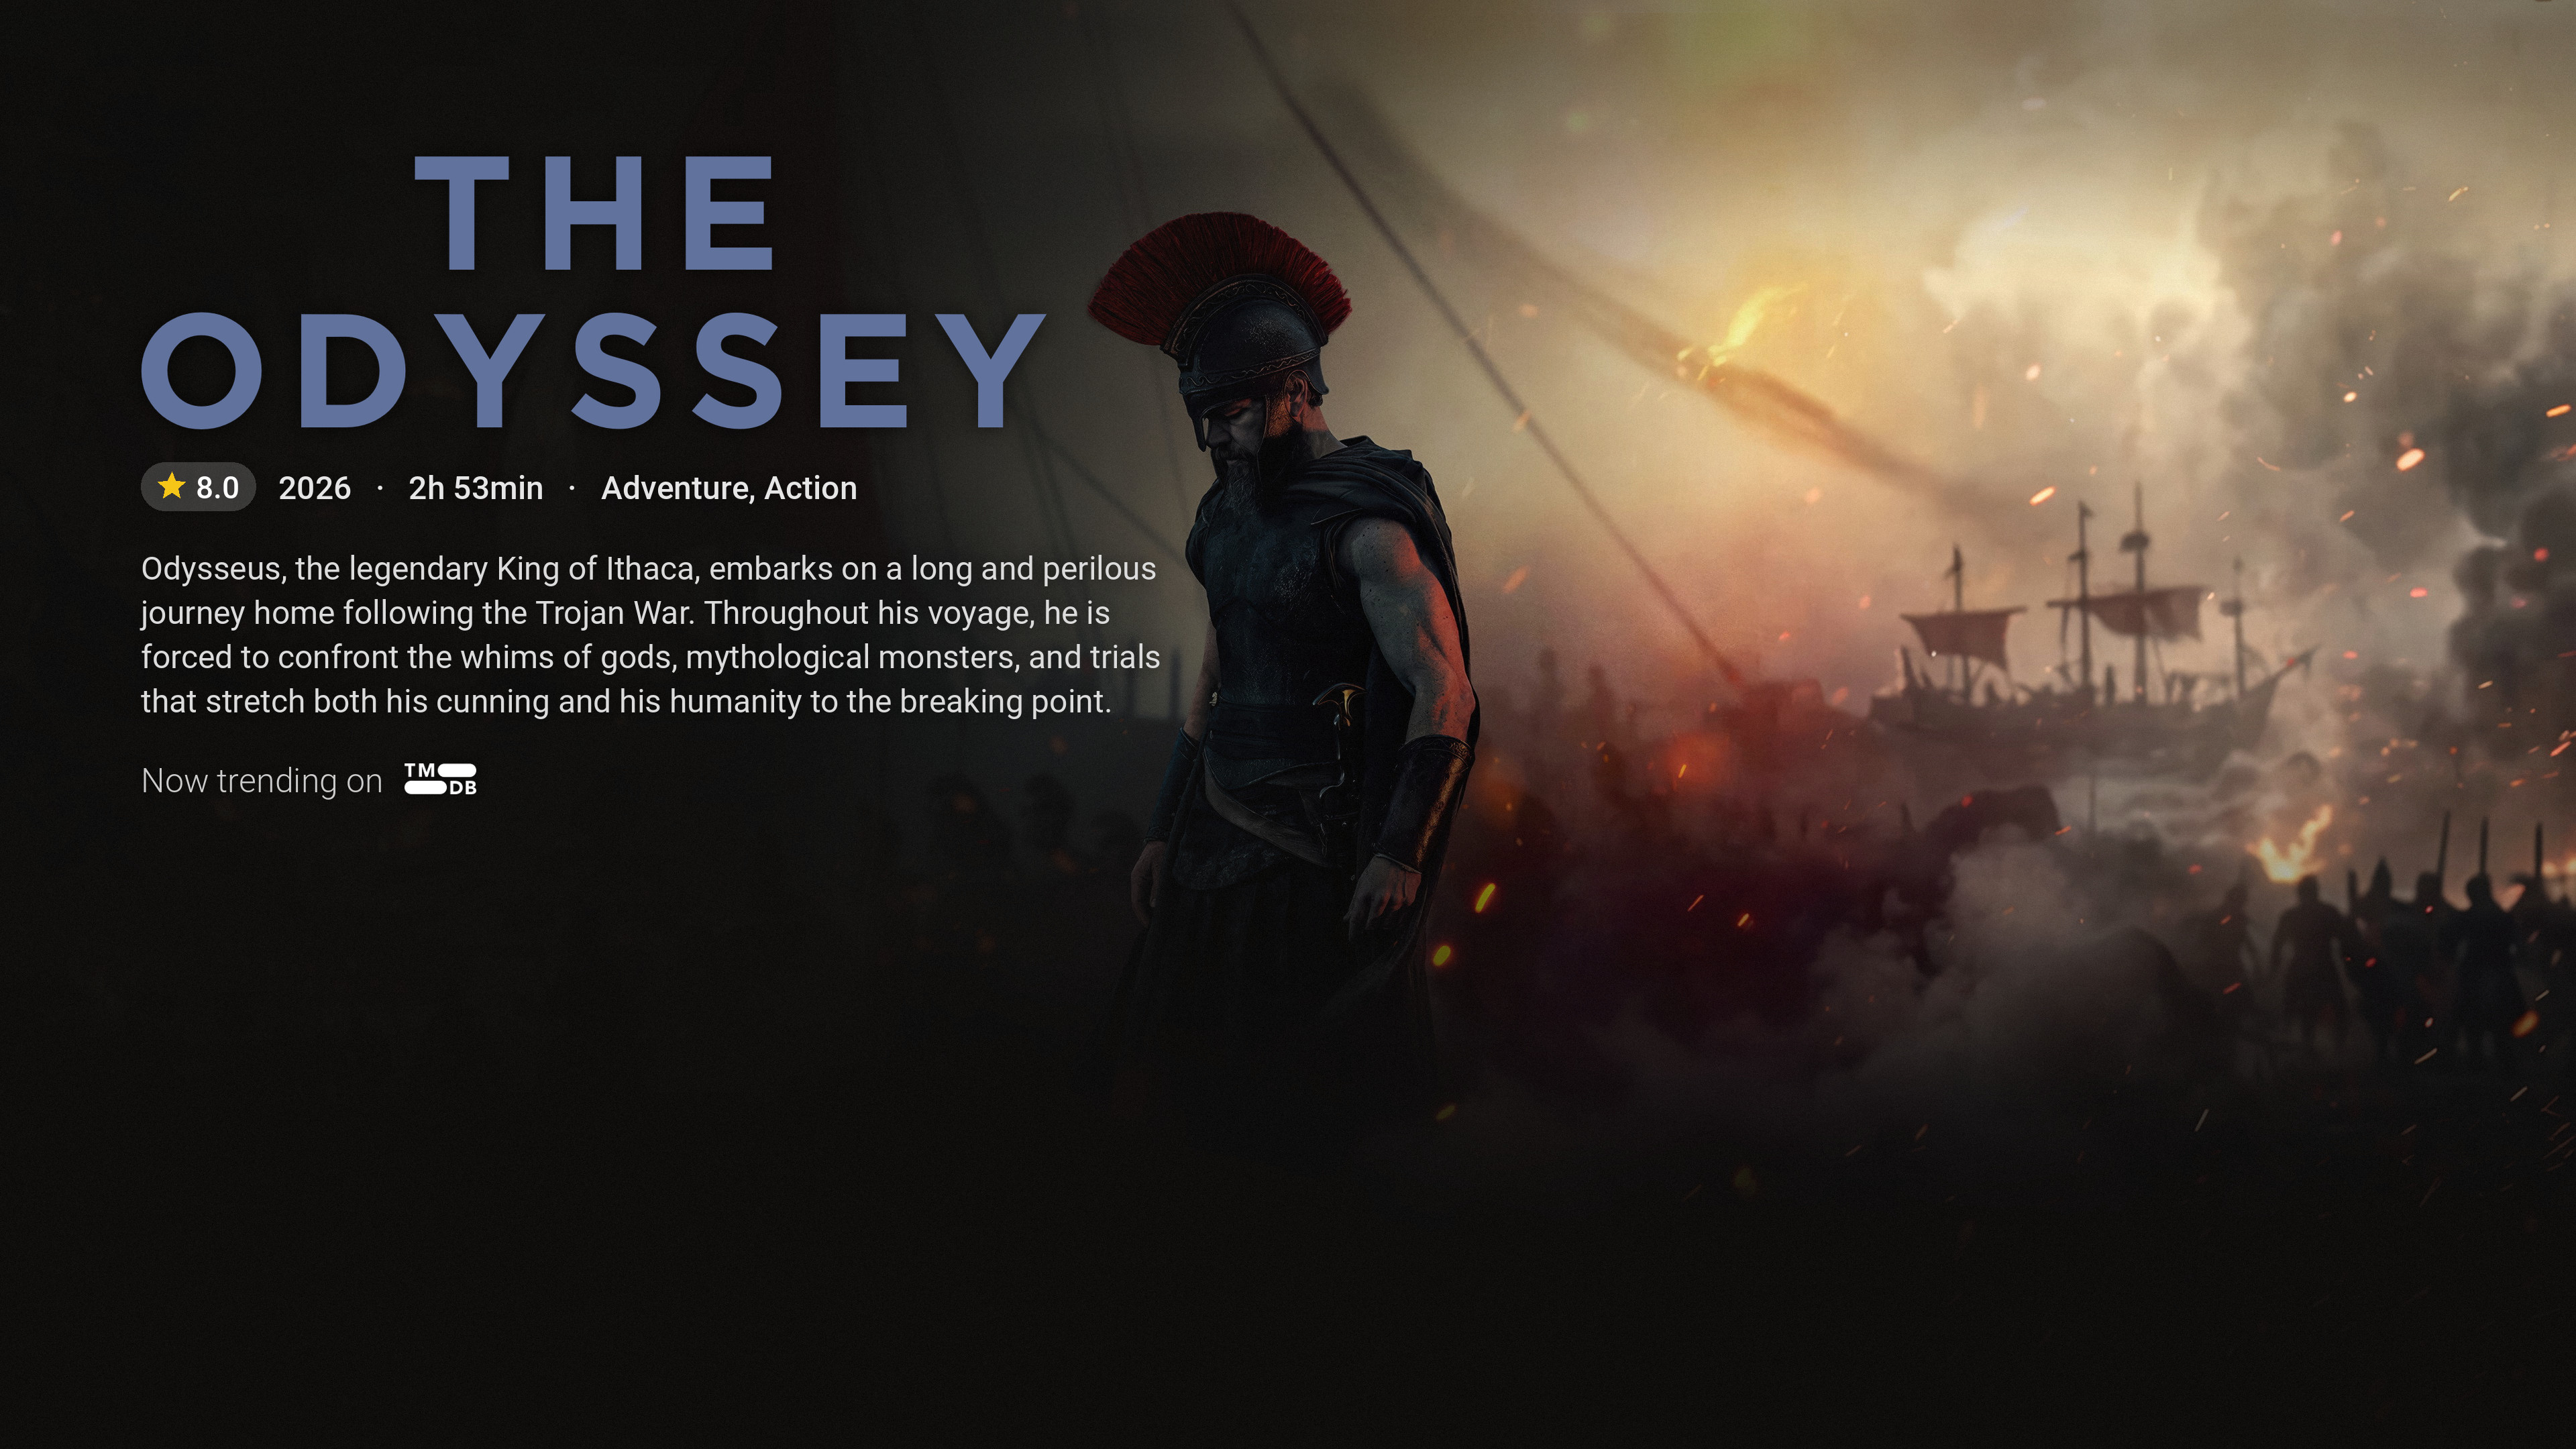 THE
ODYSSEY
8.0 2026 · 2h 53min · Adventure, Action
Odysseus, the legendary King of Ithaca, embarks on a long and perilous
journey home following the Trojan War. Throughout his voyage, he is
forced to confront the whims of gods, mythological monsters, and trials
that stretch both his cunning and his humanity to the breaking point.
Now trending on TMDB